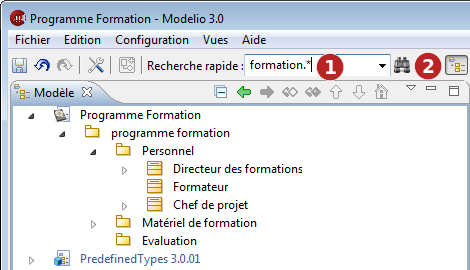 Programme Formation - Modelio 3.0
Fichier Edition Configuration Vues Aide
Recherche rapide : formation.* 1 2
Modèle
Programme Formation
programme formation
Personnel
Directeur des formations
Formateur
Chef de projet
Matériel de formation
Evaluation
PredefinedTypes 3.0.01